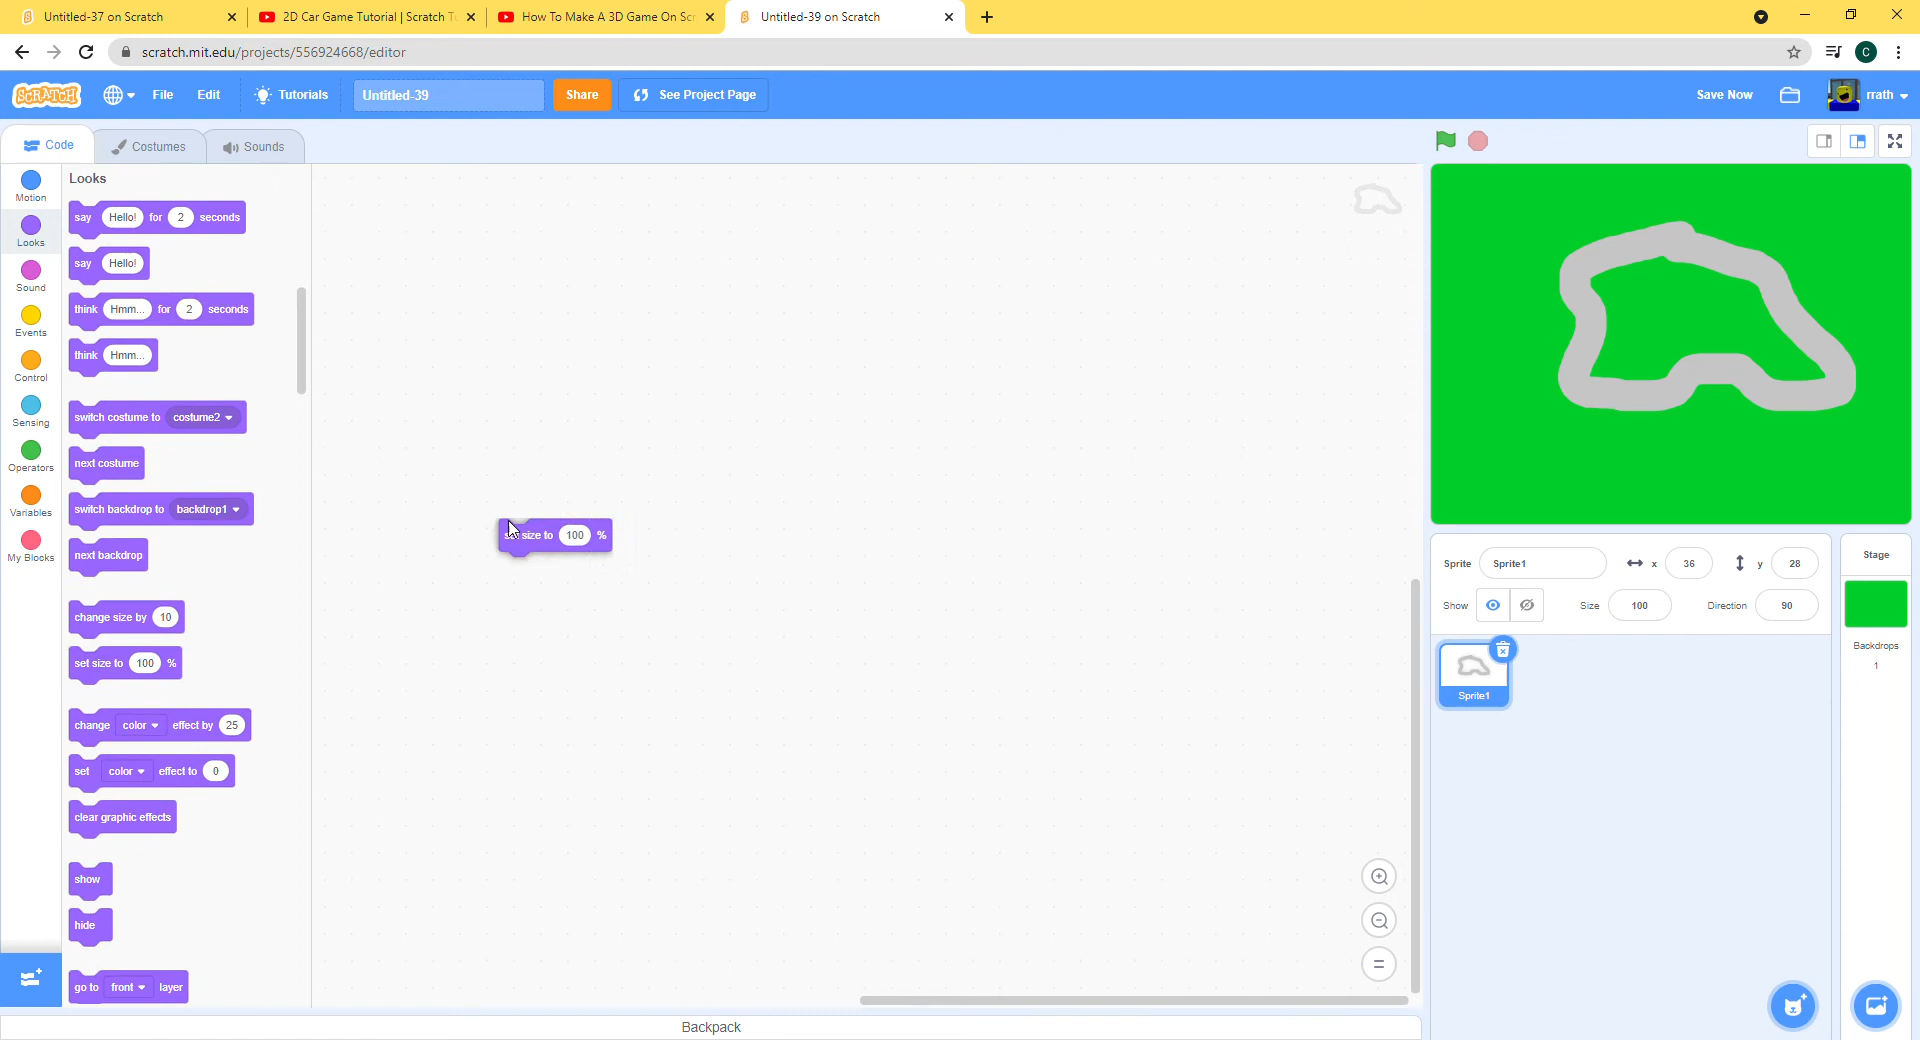 Untitled-37 on Scratch
2D Car Game Tutorial | Scratch Tu
How To Make A 3D Game On Scr
Untitled-39 on Scratch
scratch.mit.edu/projects/556924668/editor
C
SCRATCH
File
Edit
Tutorials
Untitled-39
Share
See Project Page
Save Now
rrath
Code
Costumes
Sounds
Motion
Looks
Sound
Events
Control
Sensing
Operators
Variables
My Blocks
Looks
say Hello! for 2 seconds
say Hello!
think Hmm... for 2 seconds
think Hmm...
switch costume to costume2
next costume
switch backdrop to backdrop1
next backdrop
change size by 10
set size to 100 %
change color effect by 25
set color effect to 0
clear graphic effects
show
hide
go to front layer
size to 100 %
Sprite Sprite1 x 36 y 28
Show Size 100 Direction 90
Sprite1
Stage
Backdrops
1
Backpack